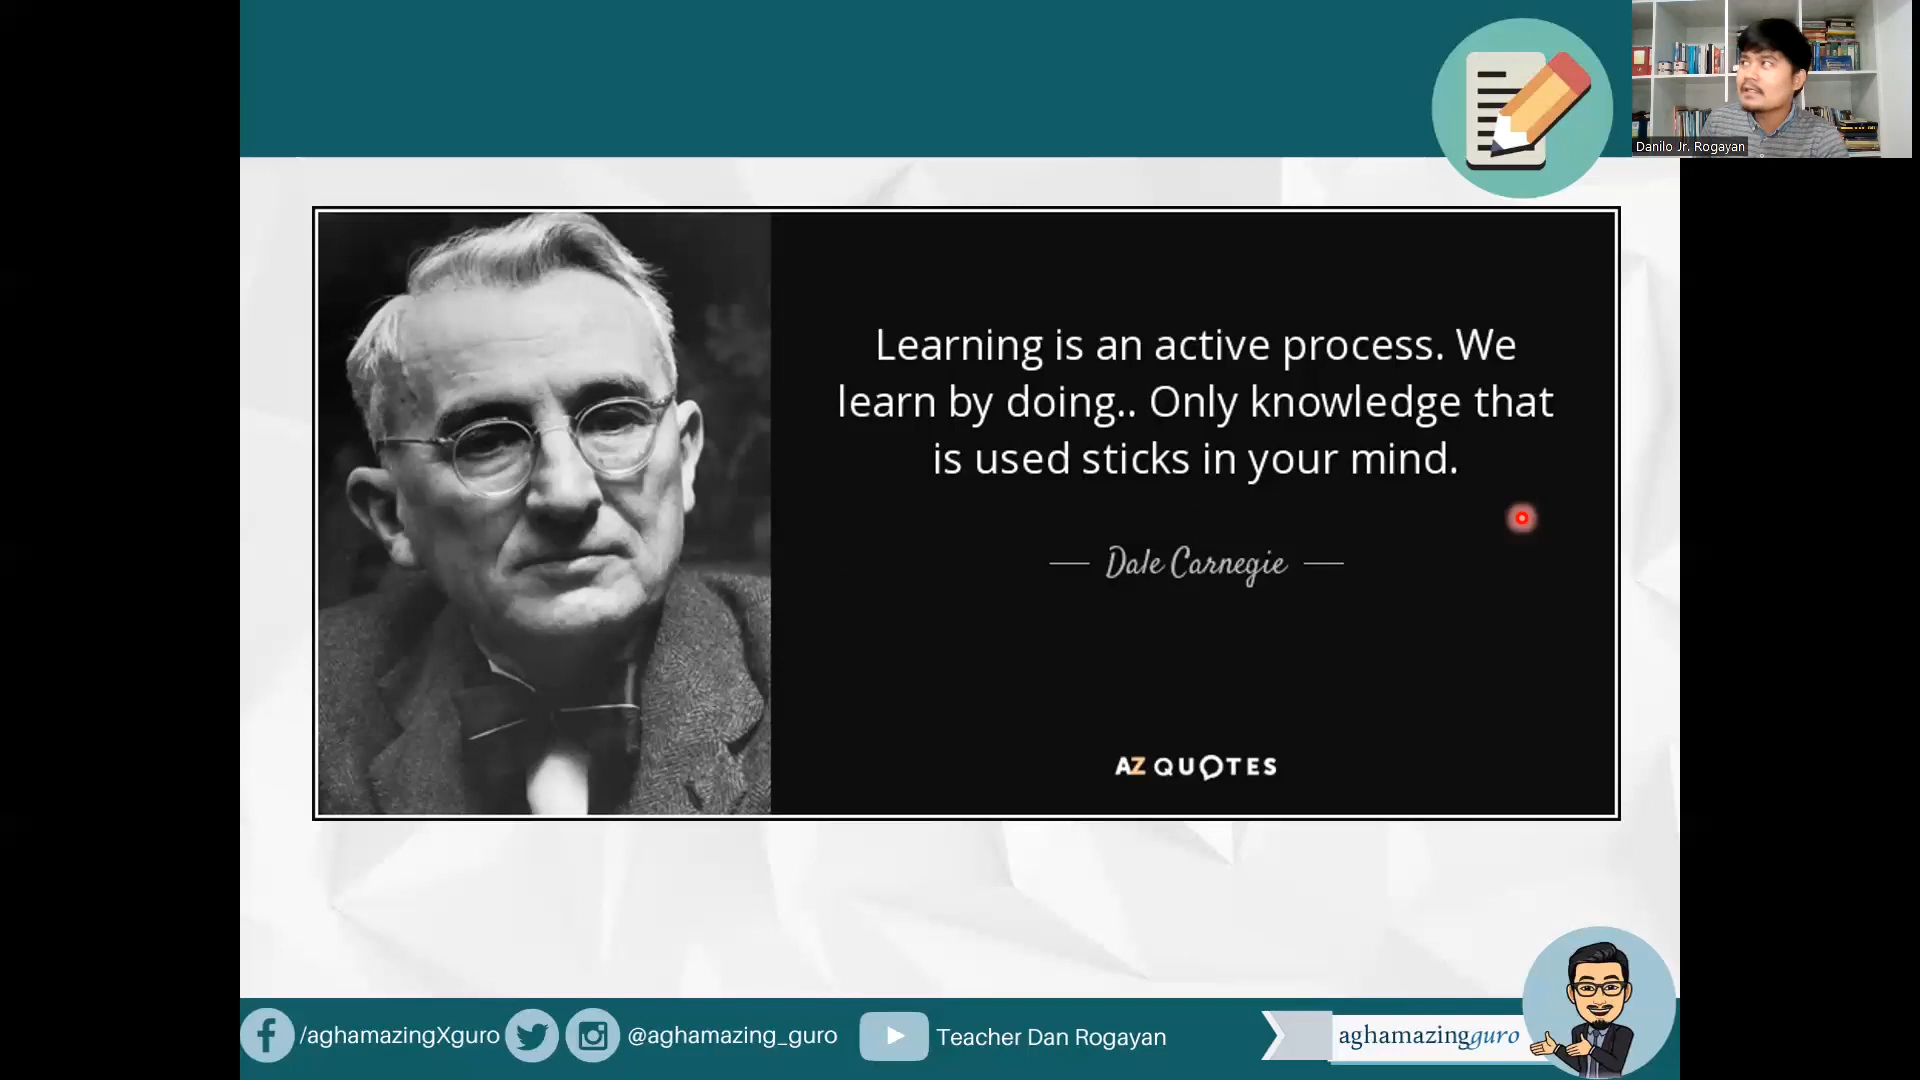 Danilo Jr. Rogayan
Learning is an active process. We
learn by doing.. Only knowledge that
is used sticks in your mind.
Dale Carnegie
AZ QUOTES
/aghamazingXguro
@aghamazing_guro
Teacher Dan Rogayan
aghamazingguro